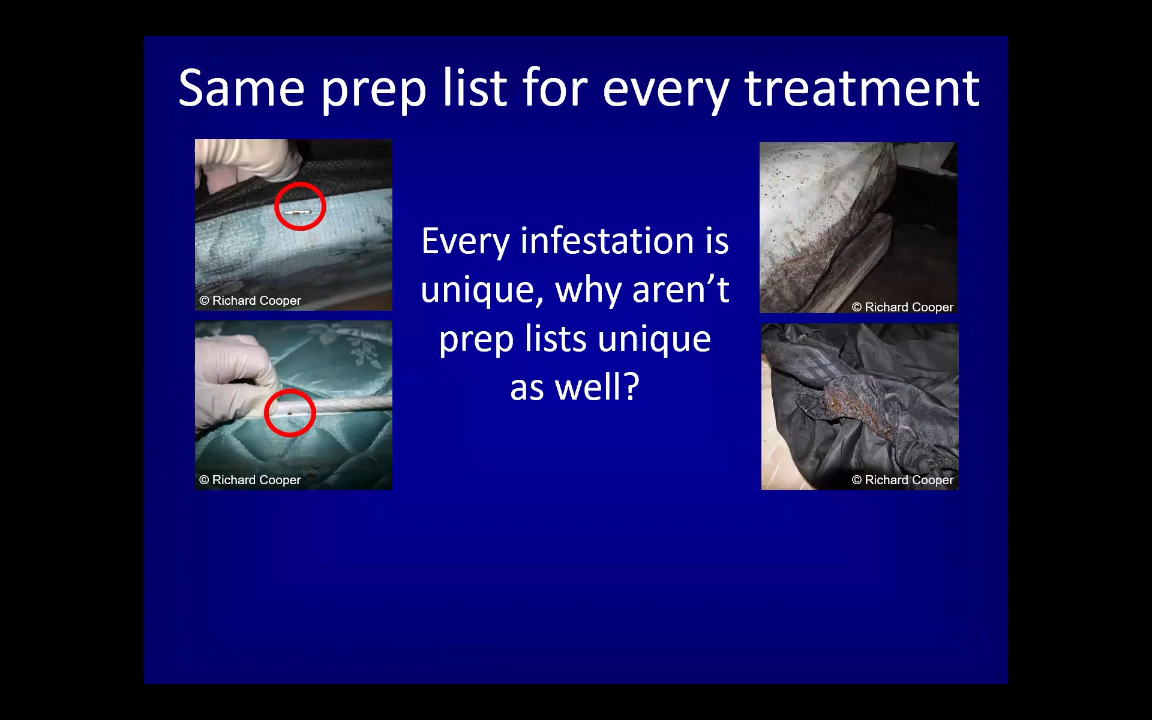 Same prep list for every treatment
© Richard Cooper
© Richard Cooper
Every infestation is
unique, why aren’t
prep lists unique
as well?
© Richard Cooper
© Richard Cooper